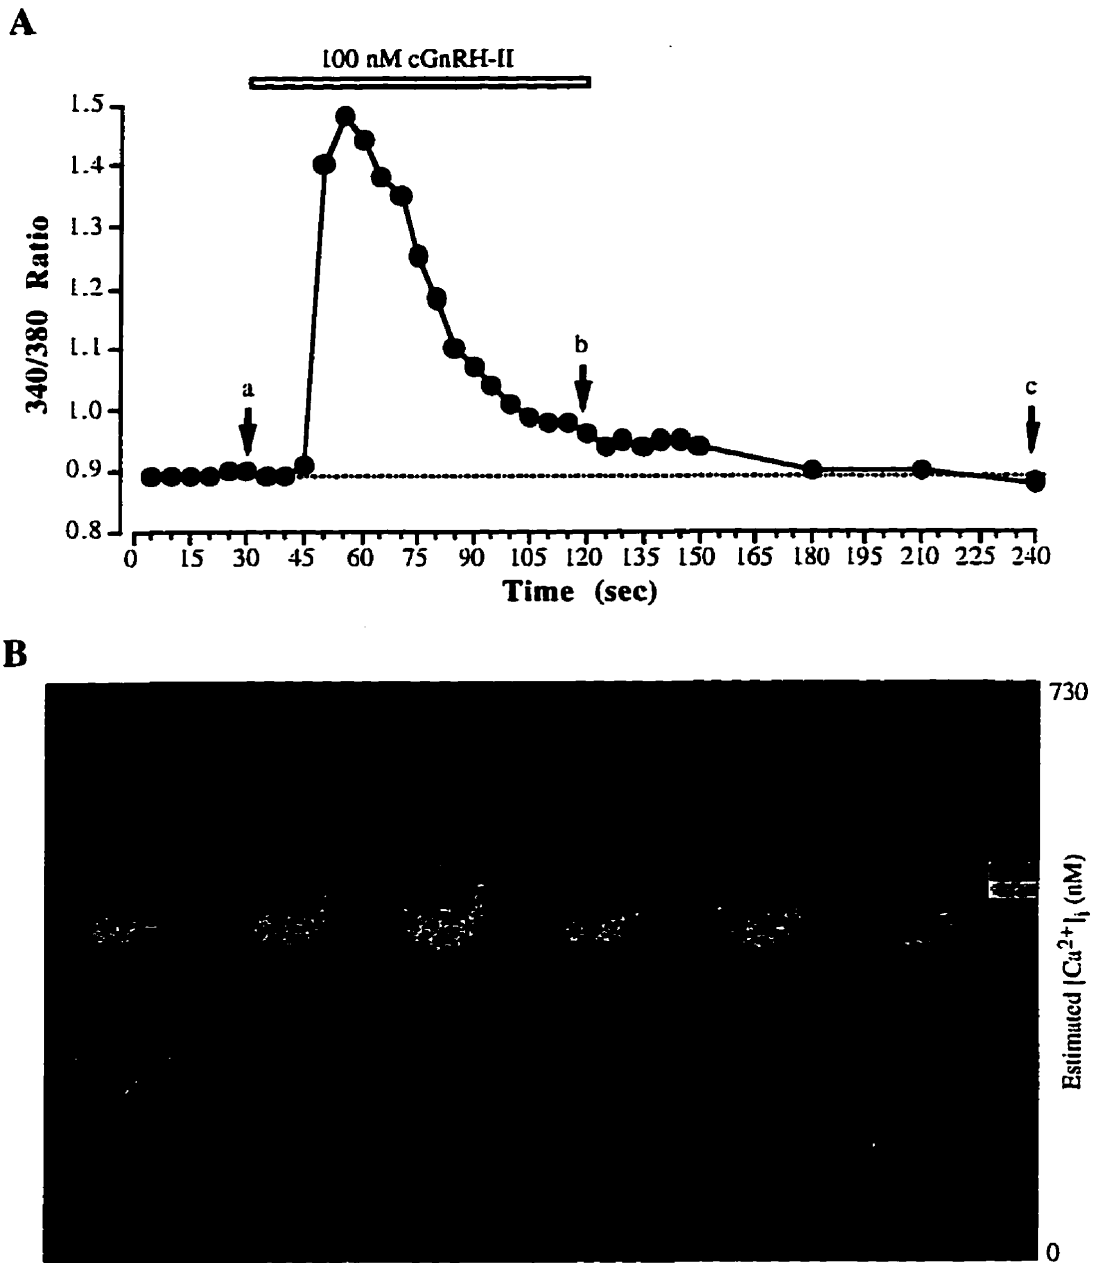 A
100 nM cGnRH-II
1.5
1.4
1.3
1.2
1.1
1.0
0.9
0.8
340/380 Ratio
a
b
c
0 15 30 45 60 75 90 105 120 135 150 165 180 195 210 225 240
Time (sec)
B
730
Estimated [Ca2+]i (nM)
0